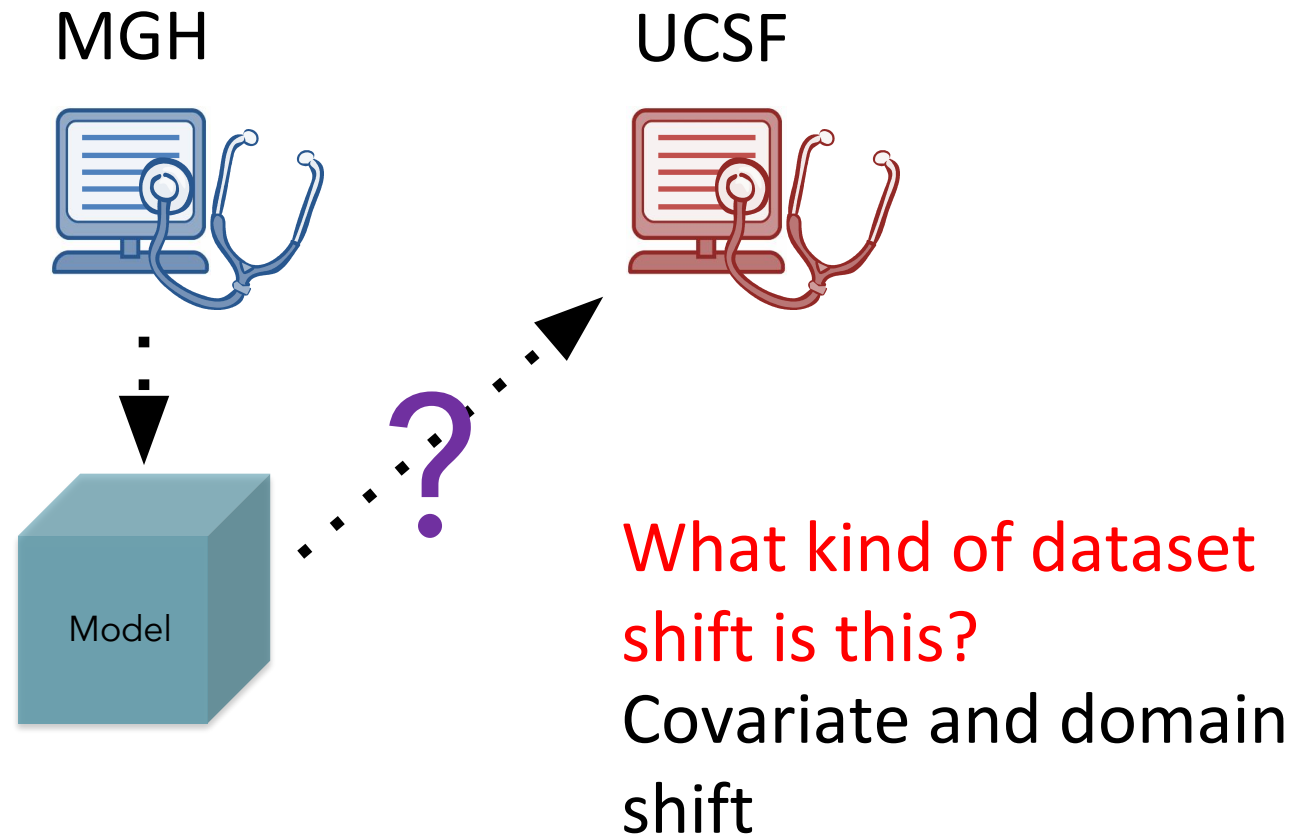 MGH
UCSF
?
Model
What kind of dataset
shift is this?
Covariate and domain
shift